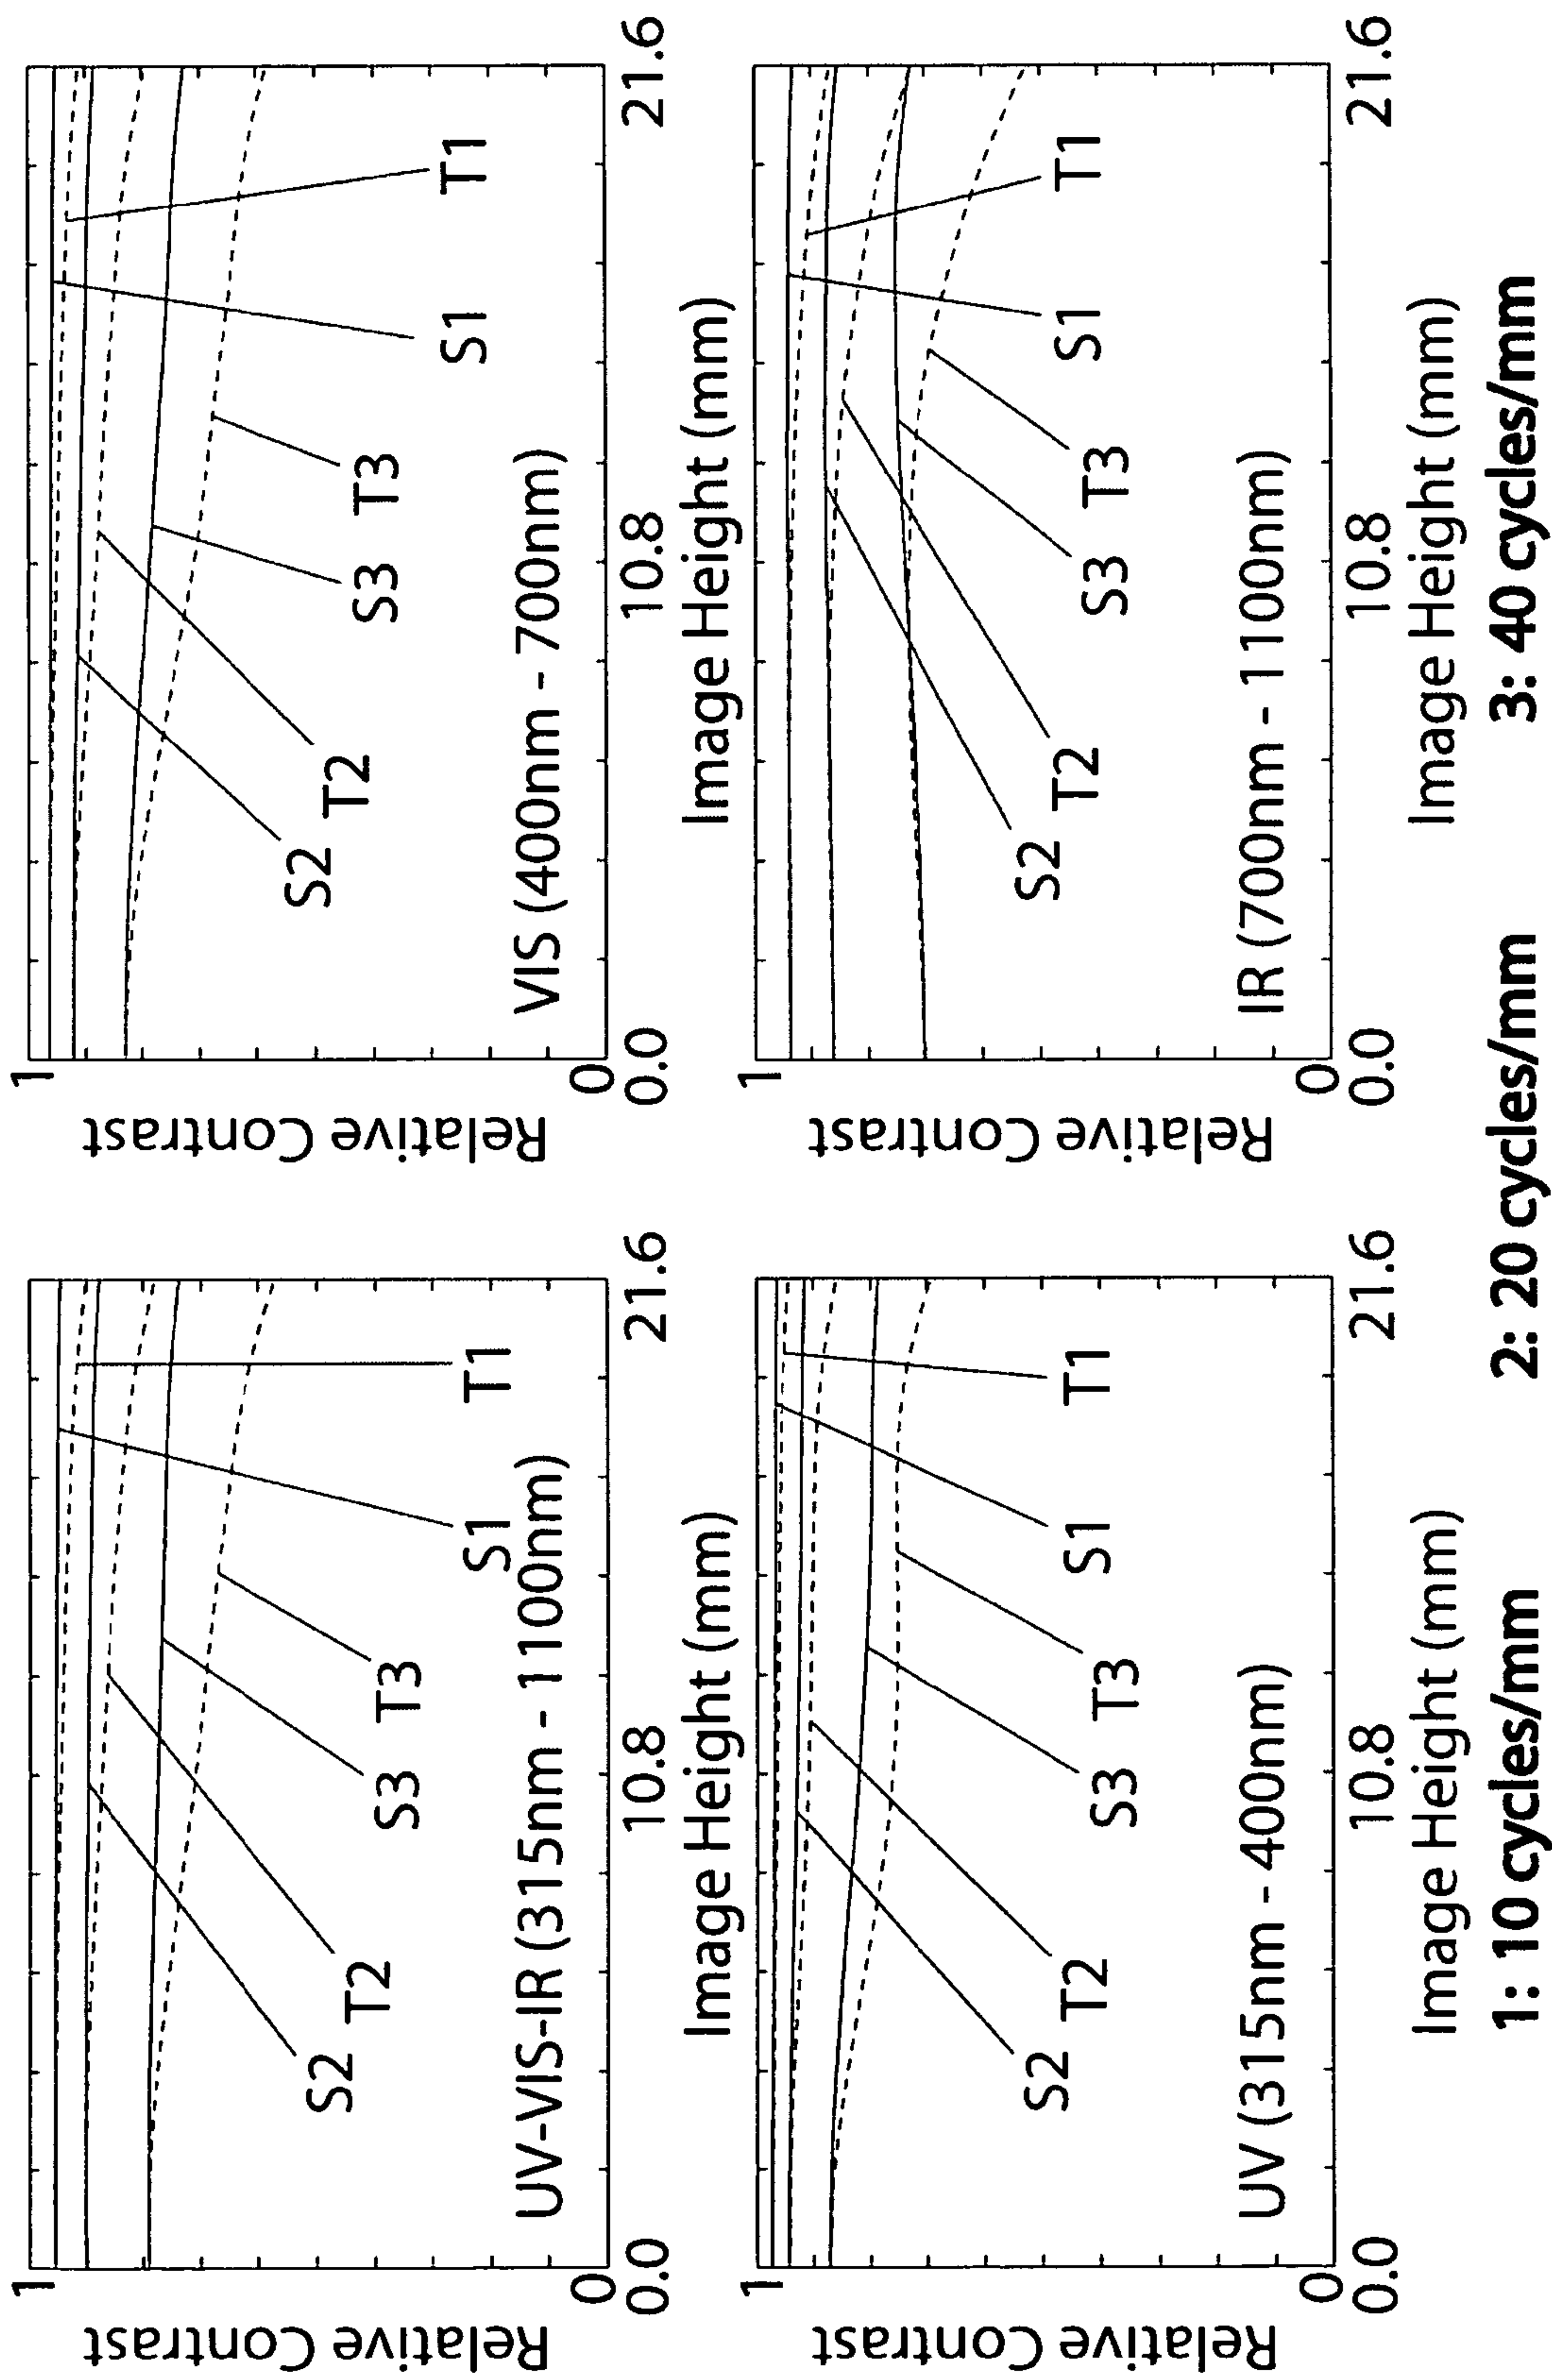 Relative Contrast
1
0
S2
T2
S3
T3
S1
T1
UV-VIS-IR (315nm - 1100nm)
0.0
10.8
21.6
Image Height (mm)
Relative Contrast
1
0
S2
T2
S3
T3
S1
T1
VIS (400nm - 700nm)
0.0
10.8
21.6
Image Height (mm)
Relative Contrast
1
0
S2
T2
S3
T3
S1
T1
UV (315nm - 400nm)
0.0
10.8
21.6
Image Height (mm)
Relative Contrast
1
0
S2
T2
S3
T3
S1
T1
IR (700nm - 1100nm)
0.0
10.8
21.6
Image Height (mm)
1: 10 cycles/mm 2: 20 cycles/mm 3: 40 cycles/mm